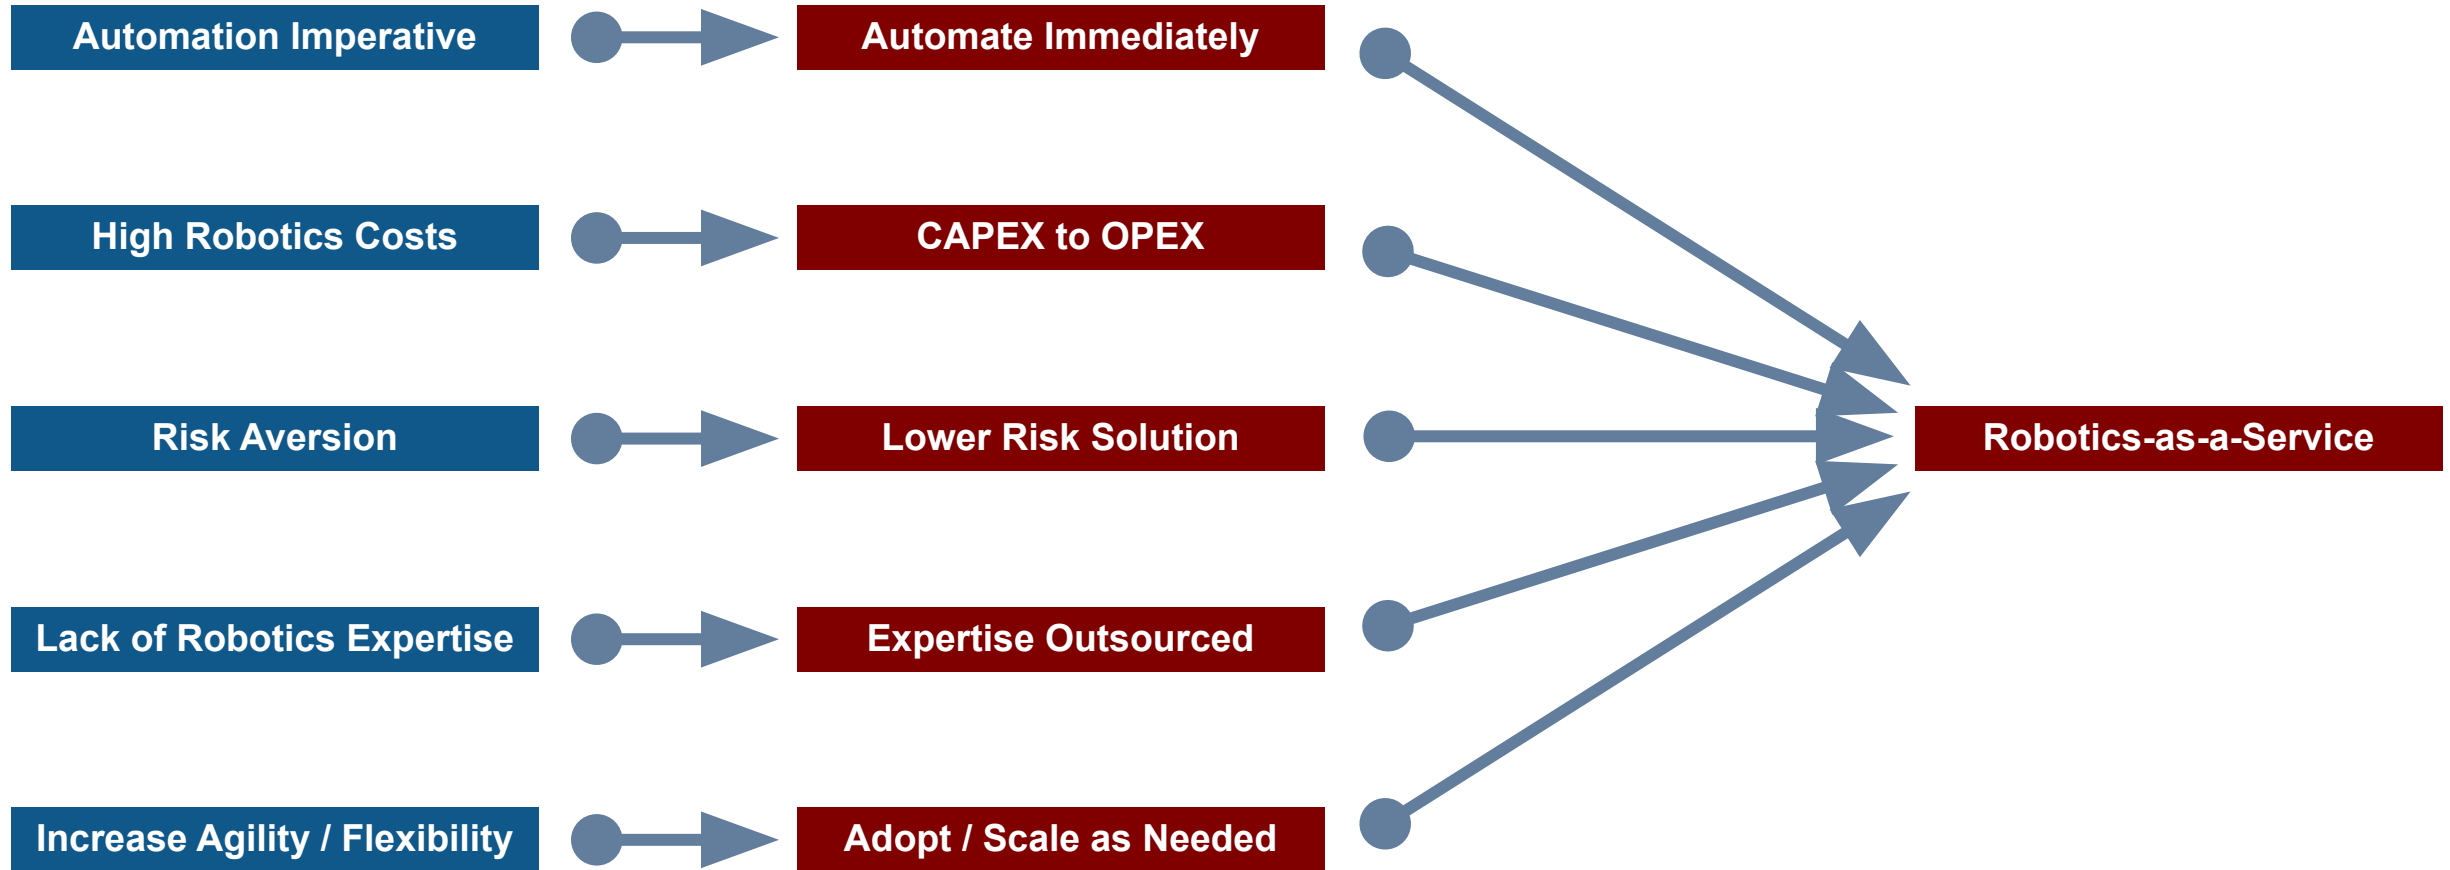 Automation Imperative
Automate Immediately
High Robotics Costs
CAPEX to OPEX
Risk Aversion
Lower Risk Solution
Robotics-as-a-Service
Lack of Robotics Expertise
Expertise Outsourced
Increase Agility / Flexibility
Adopt / Scale as Needed